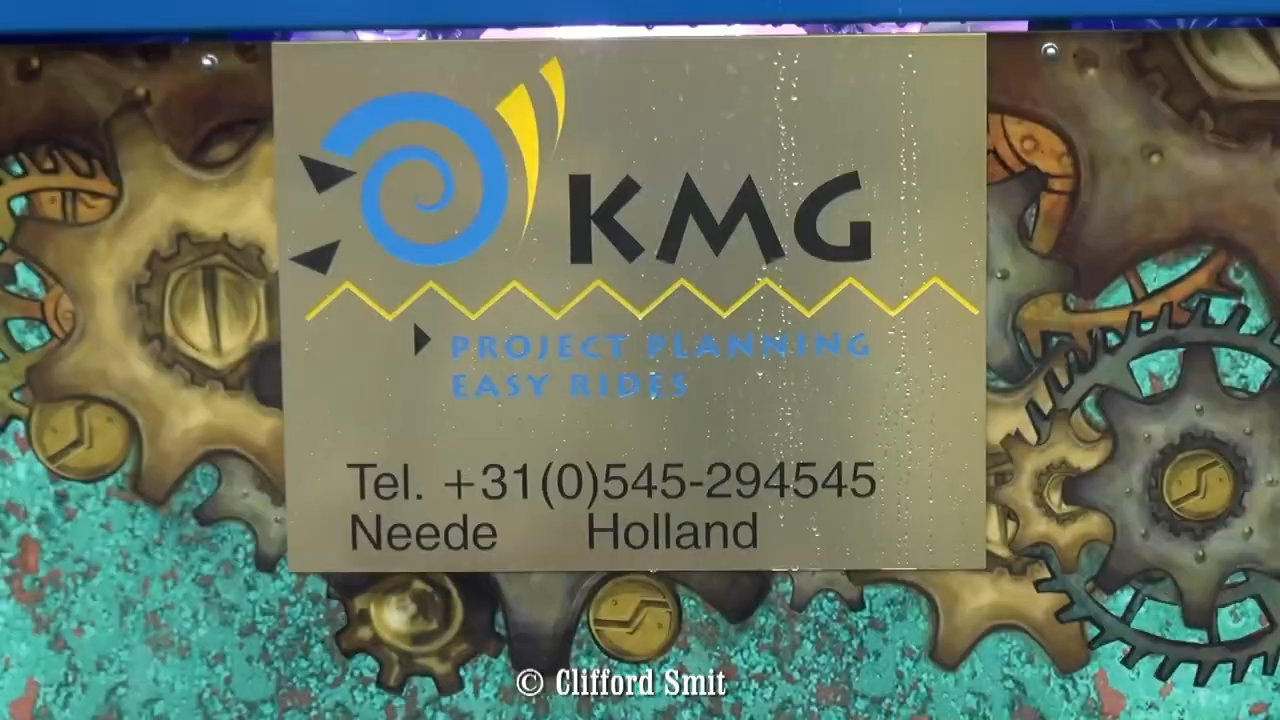 KMG
PROJECT PLANNING
EASY RIDES
Tel. +31(0)545-294545
Neede Holland
© Clifford Smit